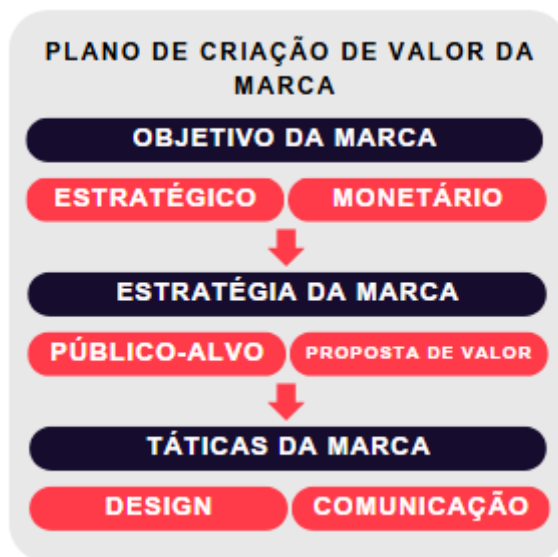 PLANO DE CRIAÇÃO DE VALOR DA
MARCA
OBJETIVO DA MARCA
ESTRATÉGICO
MONETÁRIO
ESTRATÉGIA DA MARCA
PÚBLICO-ALVO
PROPOSTA DE VALOR
TÁTICAS DA MARCA
DESIGN
COMUNICAÇÃO